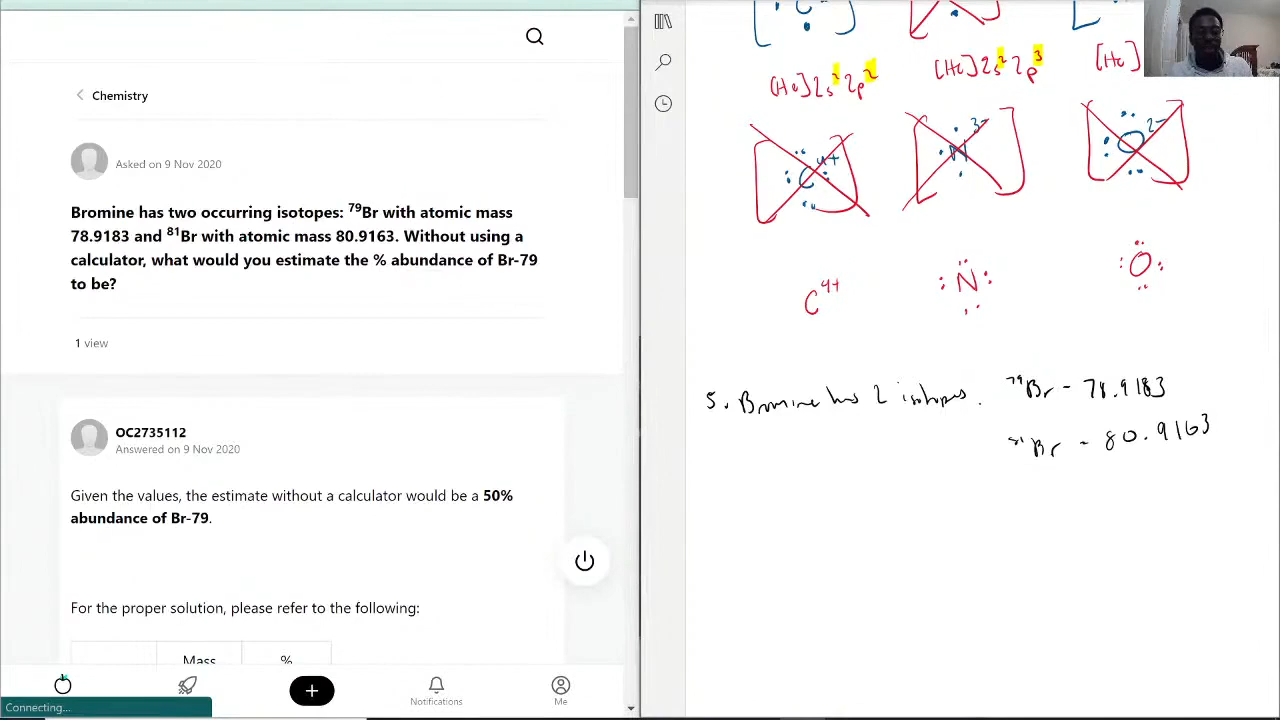 Chemistry
Asked on 9 Nov 2020
Bromine has two occurring isotopes: ⁷⁹Br with atomic mass
78.9183 and ⁸¹Br with atomic mass 80.9163. Without using a
calculator, what would you estimate the % abundance of Br-79
to be?
1 view
OC2735112
Answered on 9 Nov 2020
Given the values, the estimate without a calculator would be a 50%
abundance of Br-79.
For the proper solution, please refer to the following:
Mass %
Notifications
Me
Connecting...
C
[He]2s²2p² [He]2s²2p³ [He]
C 4+ N 3- O 2-
C⁴⁺ N O
5. Bromine has 2 isotopes. ⁷⁹Br - 78.9183
⁸¹Br - 80.9163